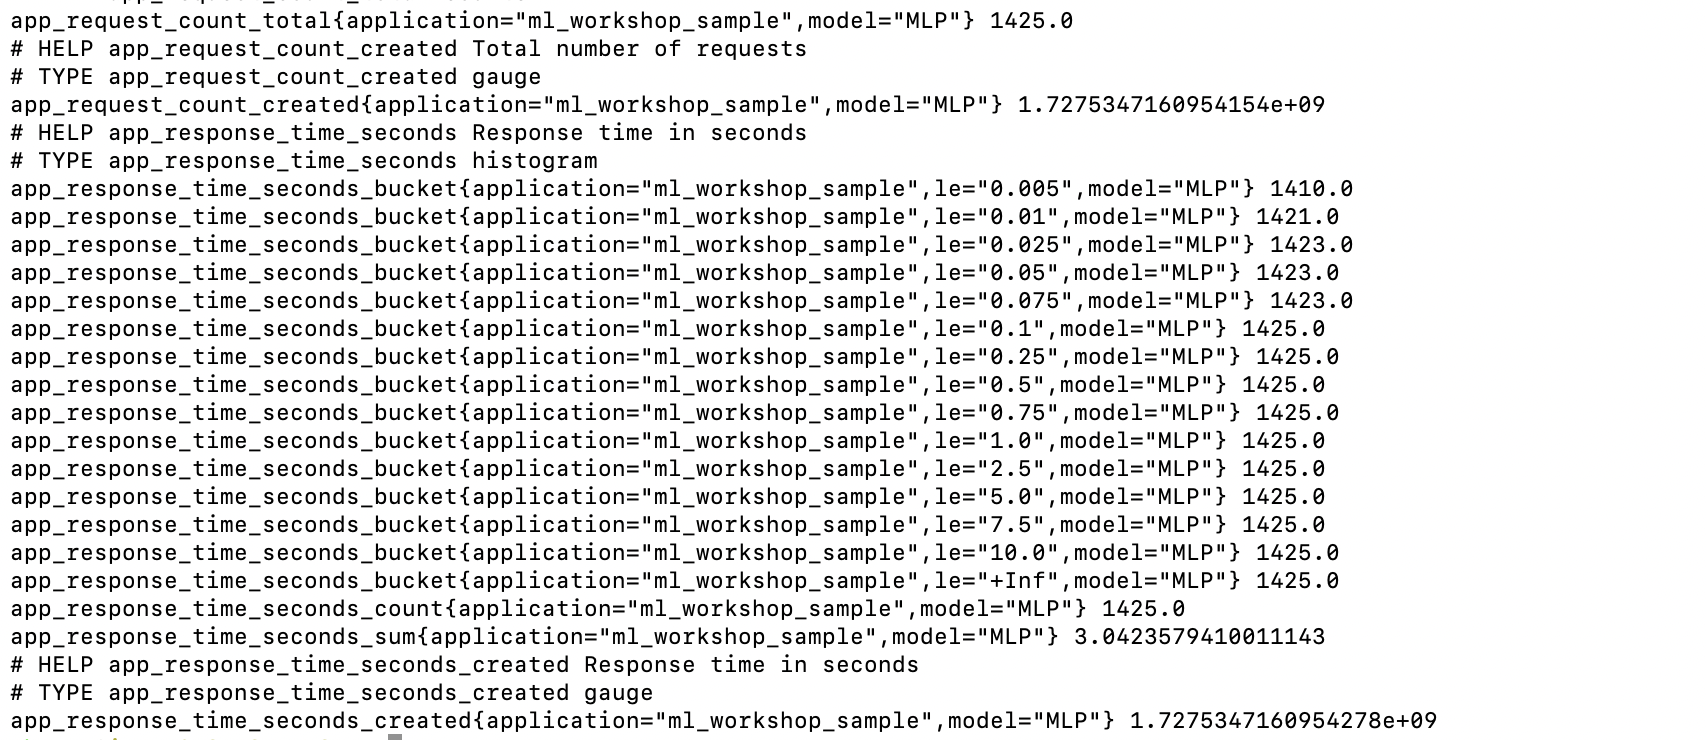 app_request_count_total{application="ml_workshop_sample",model="MLP"} 1425.0
# HELP app_request_count_created Total number of requests
# TYPE app_request_count_created gauge
app_request_count_created{application="ml_workshop_sample",model="MLP"} 1.7275347160954154e+09
# HELP app_response_time_seconds Response time in seconds
# TYPE app_response_time_seconds histogram
app_response_time_seconds_bucket{application="ml_workshop_sample",le="0.005",model="MLP"} 1410.0
app_response_time_seconds_bucket{application="ml_workshop_sample",le="0.01",model="MLP"} 1421.0
app_response_time_seconds_bucket{application="ml_workshop_sample",le="0.025",model="MLP"} 1423.0
app_response_time_seconds_bucket{application="ml_workshop_sample",le="0.05",model="MLP"} 1423.0
app_response_time_seconds_bucket{application="ml_workshop_sample",le="0.075",model="MLP"} 1423.0
app_response_time_seconds_bucket{application="ml_workshop_sample",le="0.1",model="MLP"} 1425.0
app_response_time_seconds_bucket{application="ml_workshop_sample",le="0.25",model="MLP"} 1425.0
app_response_time_seconds_bucket{application="ml_workshop_sample",le="0.5",model="MLP"} 1425.0
app_response_time_seconds_bucket{application="ml_workshop_sample",le="0.75",model="MLP"} 1425.0
app_response_time_seconds_bucket{application="ml_workshop_sample",le="1.0",model="MLP"} 1425.0
app_response_time_seconds_bucket{application="ml_workshop_sample",le="2.5",model="MLP"} 1425.0
app_response_time_seconds_bucket{application="ml_workshop_sample",le="5.0",model="MLP"} 1425.0
app_response_time_seconds_bucket{application="ml_workshop_sample",le="7.5",model="MLP"} 1425.0
app_response_time_seconds_bucket{application="ml_workshop_sample",le="10.0",model="MLP"} 1425.0
app_response_time_seconds_bucket{application="ml_workshop_sample",le="+Inf",model="MLP"} 1425.0
app_response_time_seconds_count{application="ml_workshop_sample",model="MLP"} 1425.0
app_response_time_seconds_sum{application="ml_workshop_sample",model="MLP"} 3.0423579410011143
# HELP app_response_time_seconds_created Response time in seconds
# TYPE app_response_time_seconds_created gauge
app_response_time_seconds_created{application="ml_workshop_sample",model="MLP"} 1.7275347160954278e+09